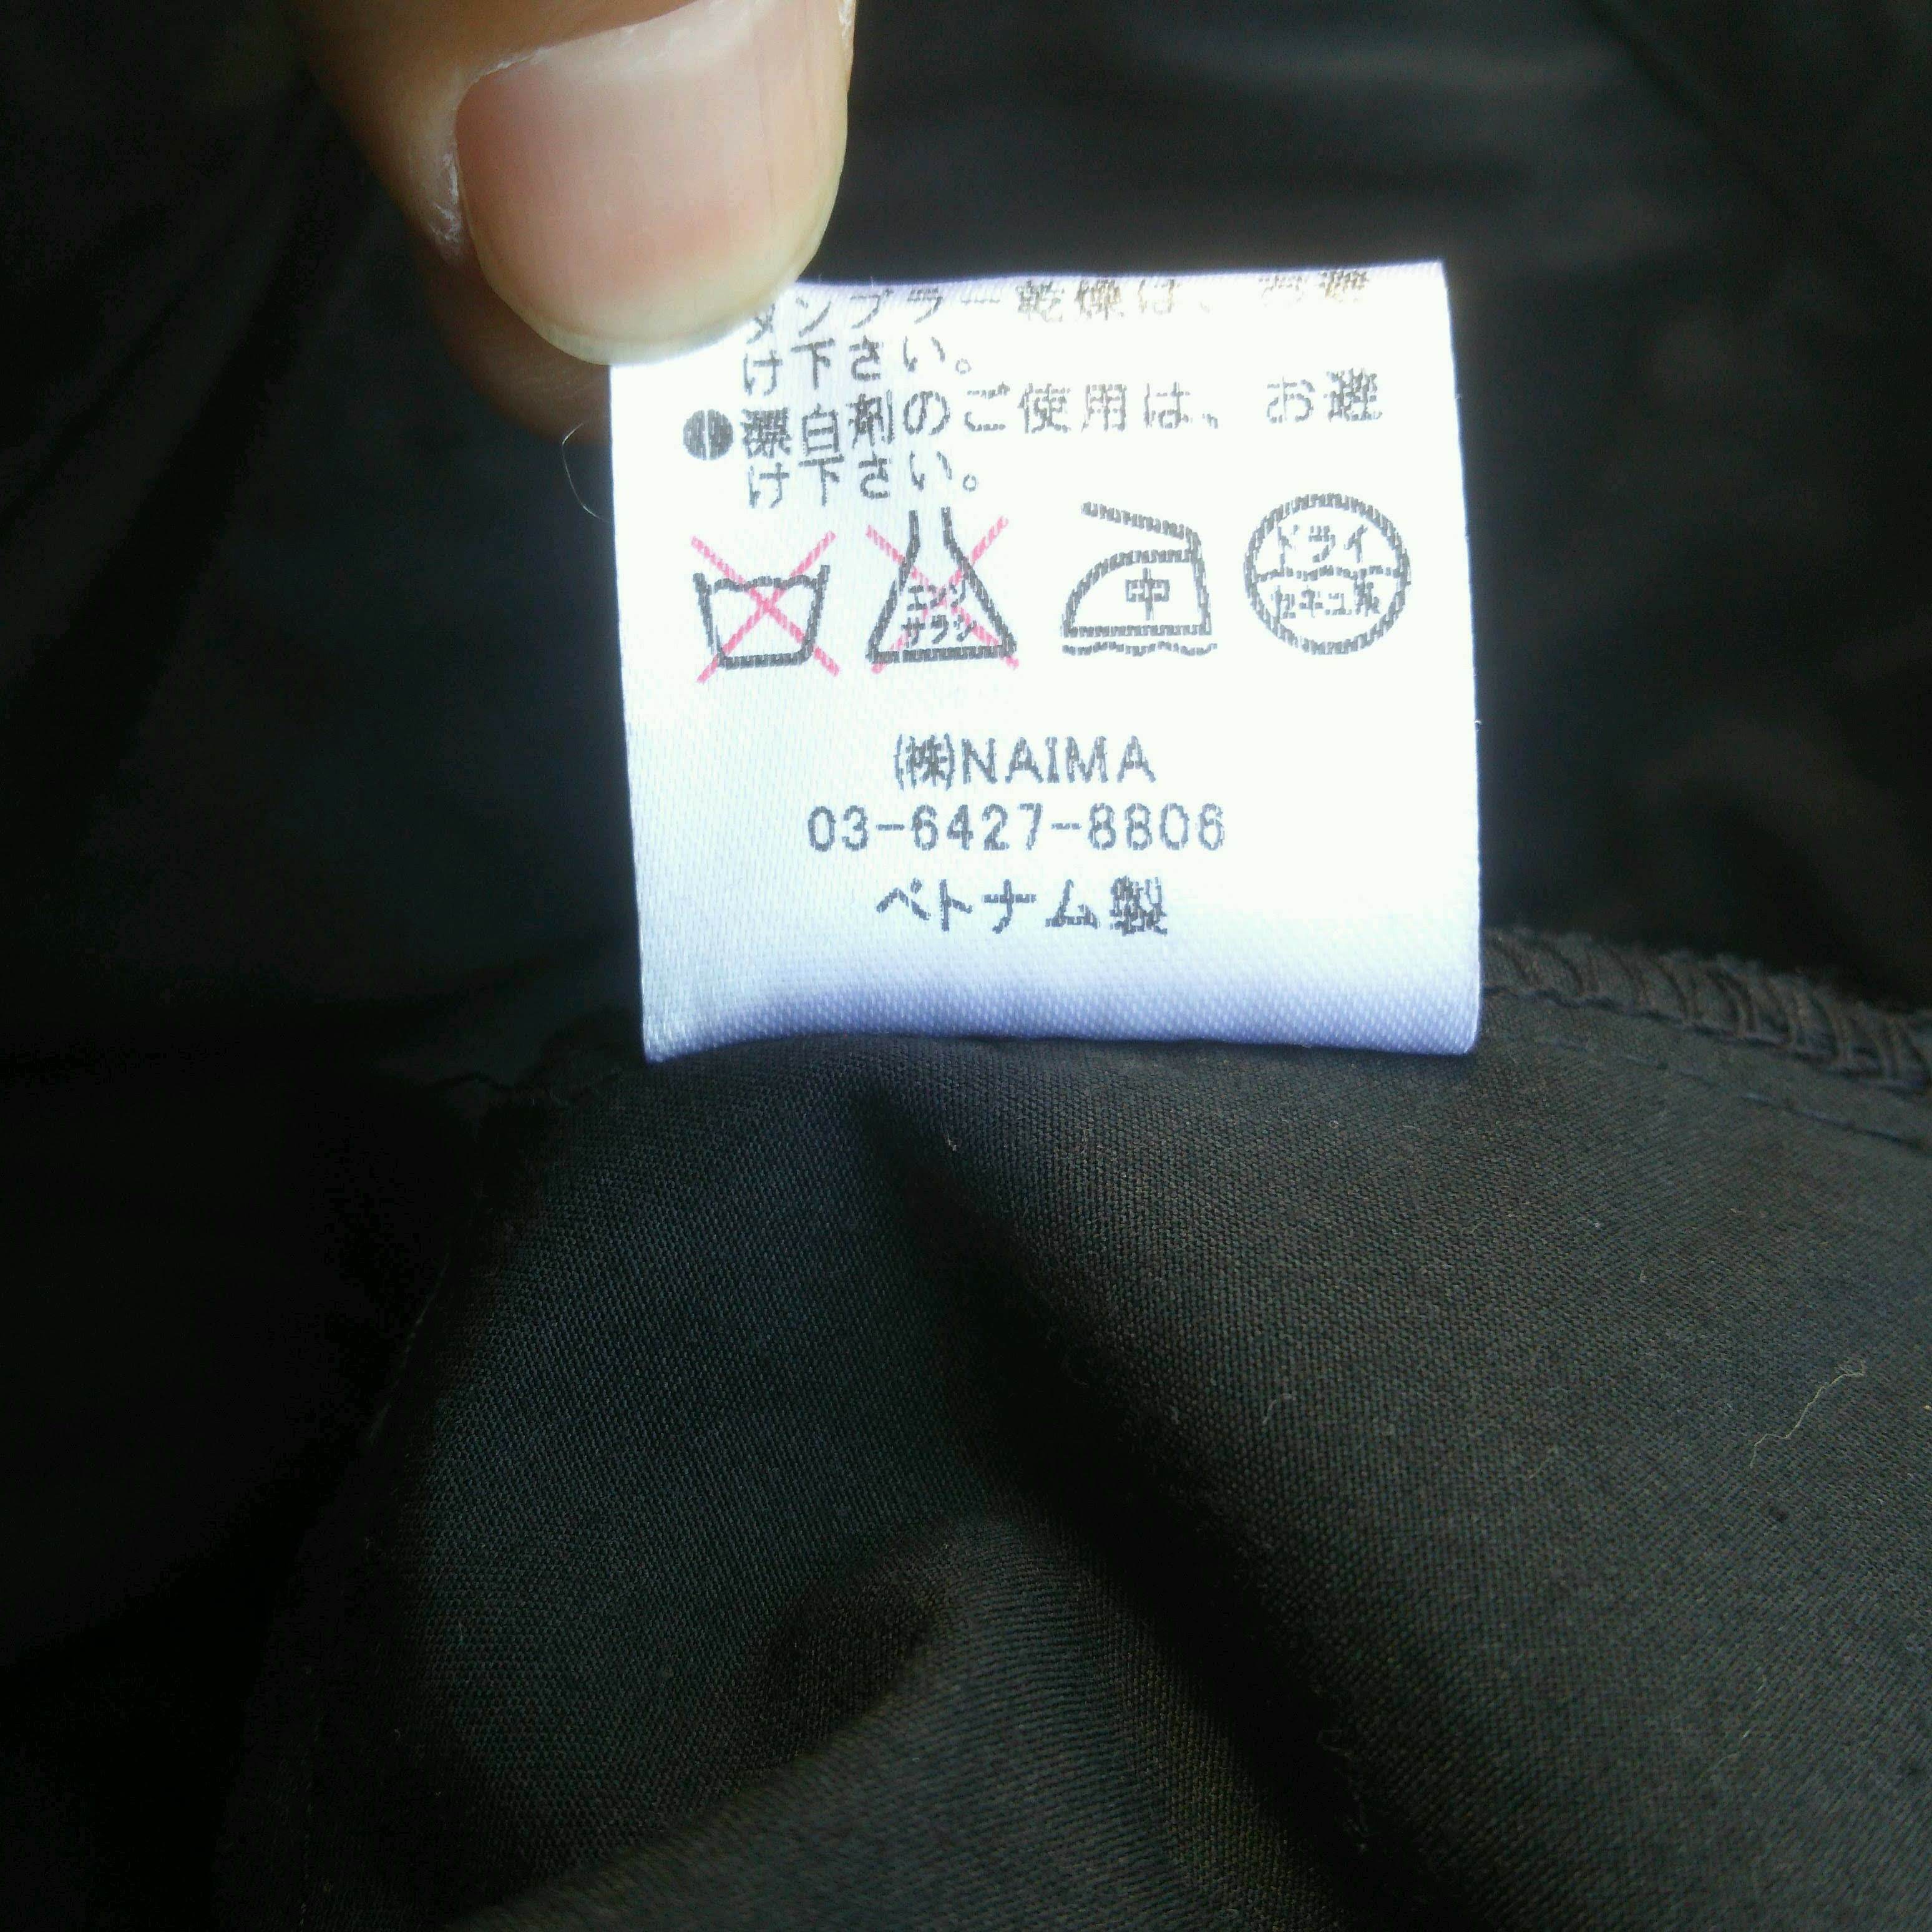 タンブラー乾燥は、お避
け下さい。
●漂白剤のご使用は、お避
け下さい。
エンソ
サラシ
中
ドライ
セキユ系
(株)NAIMA
03-6427-8806
ベトナム製